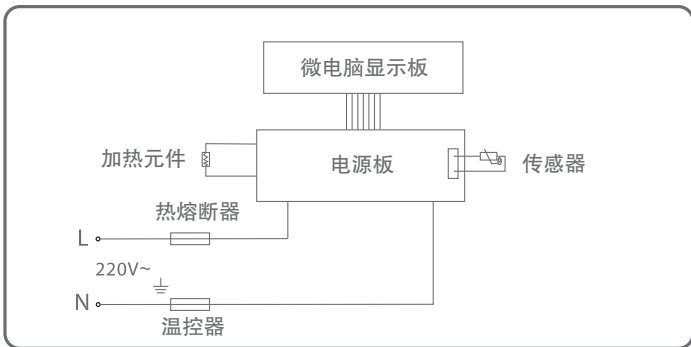 微电脑显示板
加热元件
电源板
传感器
热熔断器
L
220V~
N
温控器